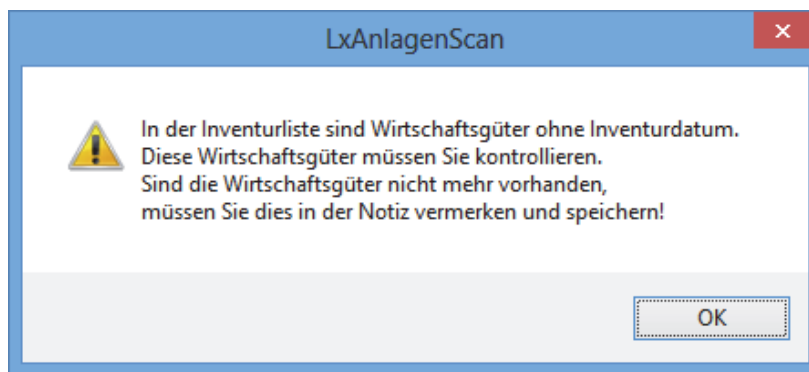 LxAnlagenScan
In der Inventurliste sind Wirtschaftsgüter ohne Inventurdatum.
Diese Wirtschaftsgüter müssen Sie kontrollieren.
Sind die Wirtschaftsgüter nicht mehr vorhanden,
müssen Sie dies in der Notiz vermerken und speichern!
OK